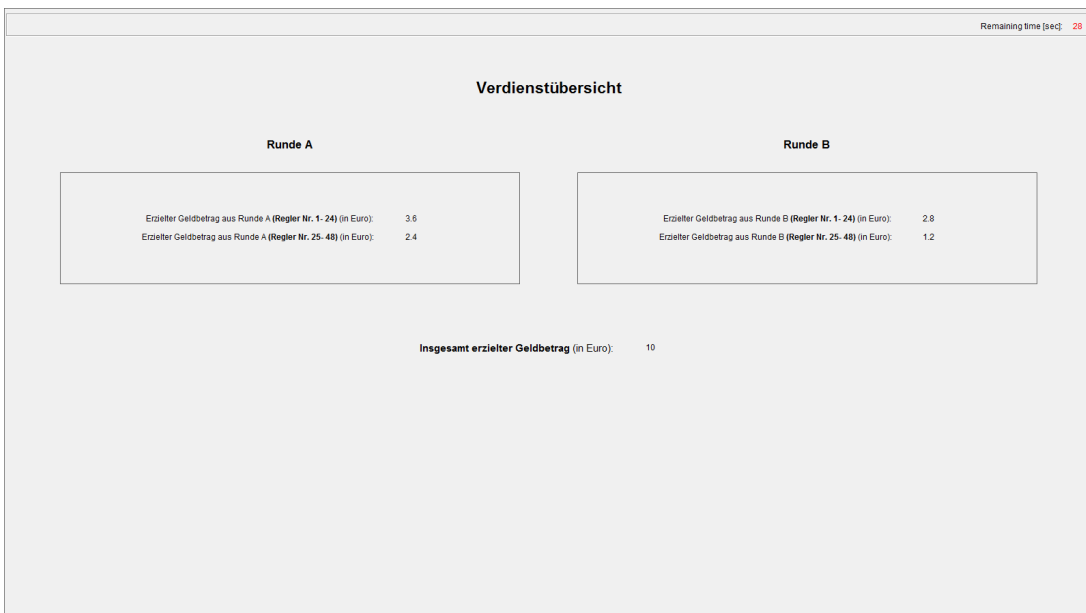 Remaining time [sec]: 28
Verdienstübersicht
Runde A
Erzielter Geldbetrag aus Runde A (Regler Nr. 1- 24) (in Euro): 3.6
Erzielter Geldbetrag aus Runde A (Regler Nr. 25- 48) (in Euro): 2.4
Runde B
Erzielter Geldbetrag aus Runde B (Regler Nr. 1- 24) (in Euro): 2.8
Erzielter Geldbetrag aus Runde B (Regler Nr. 25- 48) (in Euro): 1.2
Insgesamt erzielter Geldbetrag (in Euro): 10